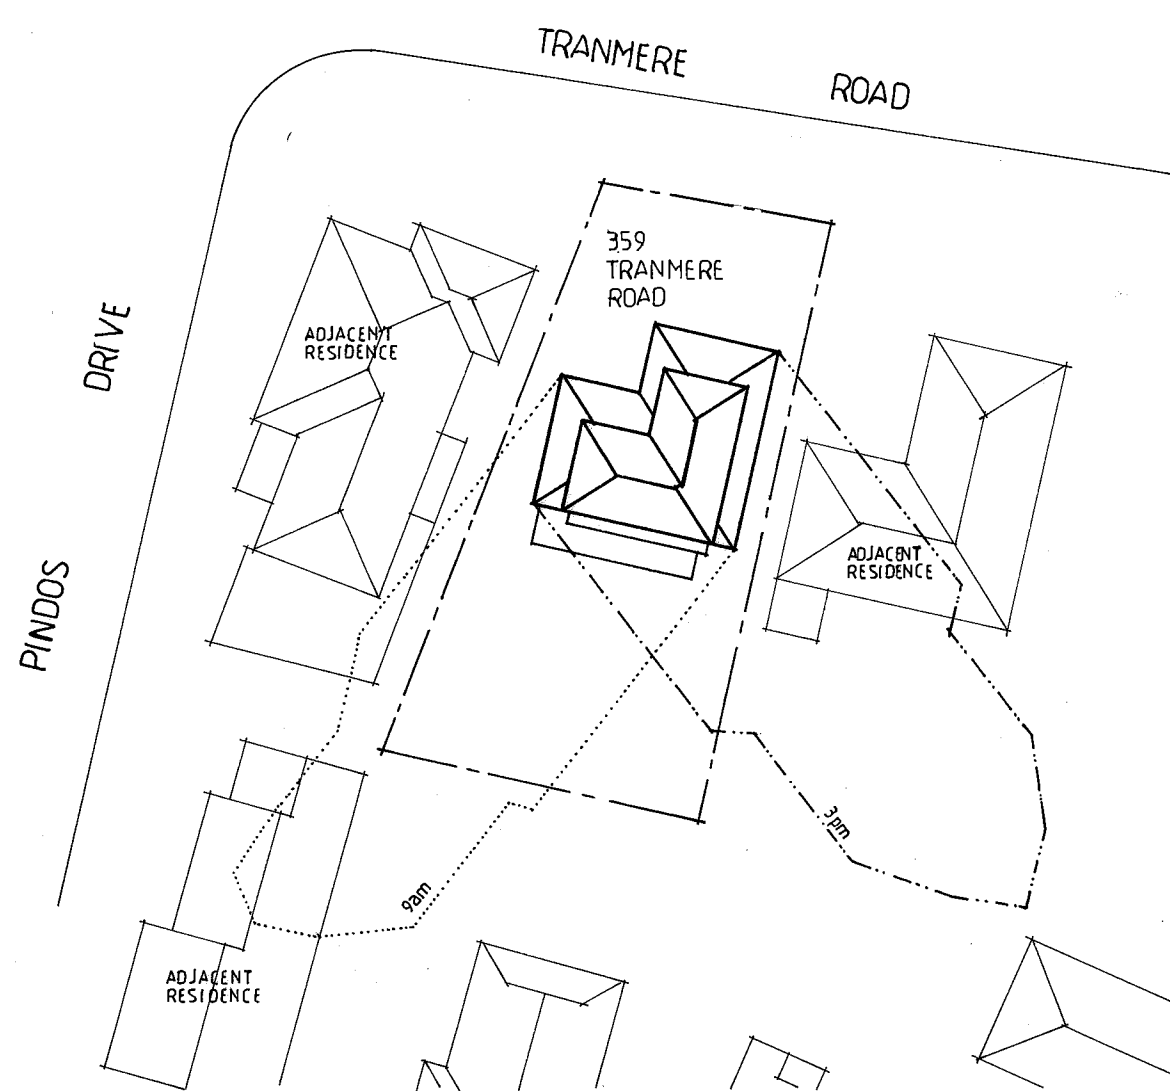 TRANMERE ROAD
359
TRANMERE
ROAD
DRIVE
ADJACENT
RESIDENCE
ADJACENT
RESIDENCE
PINDOS
3pm
9am
ADJACENT
RESIDENCE